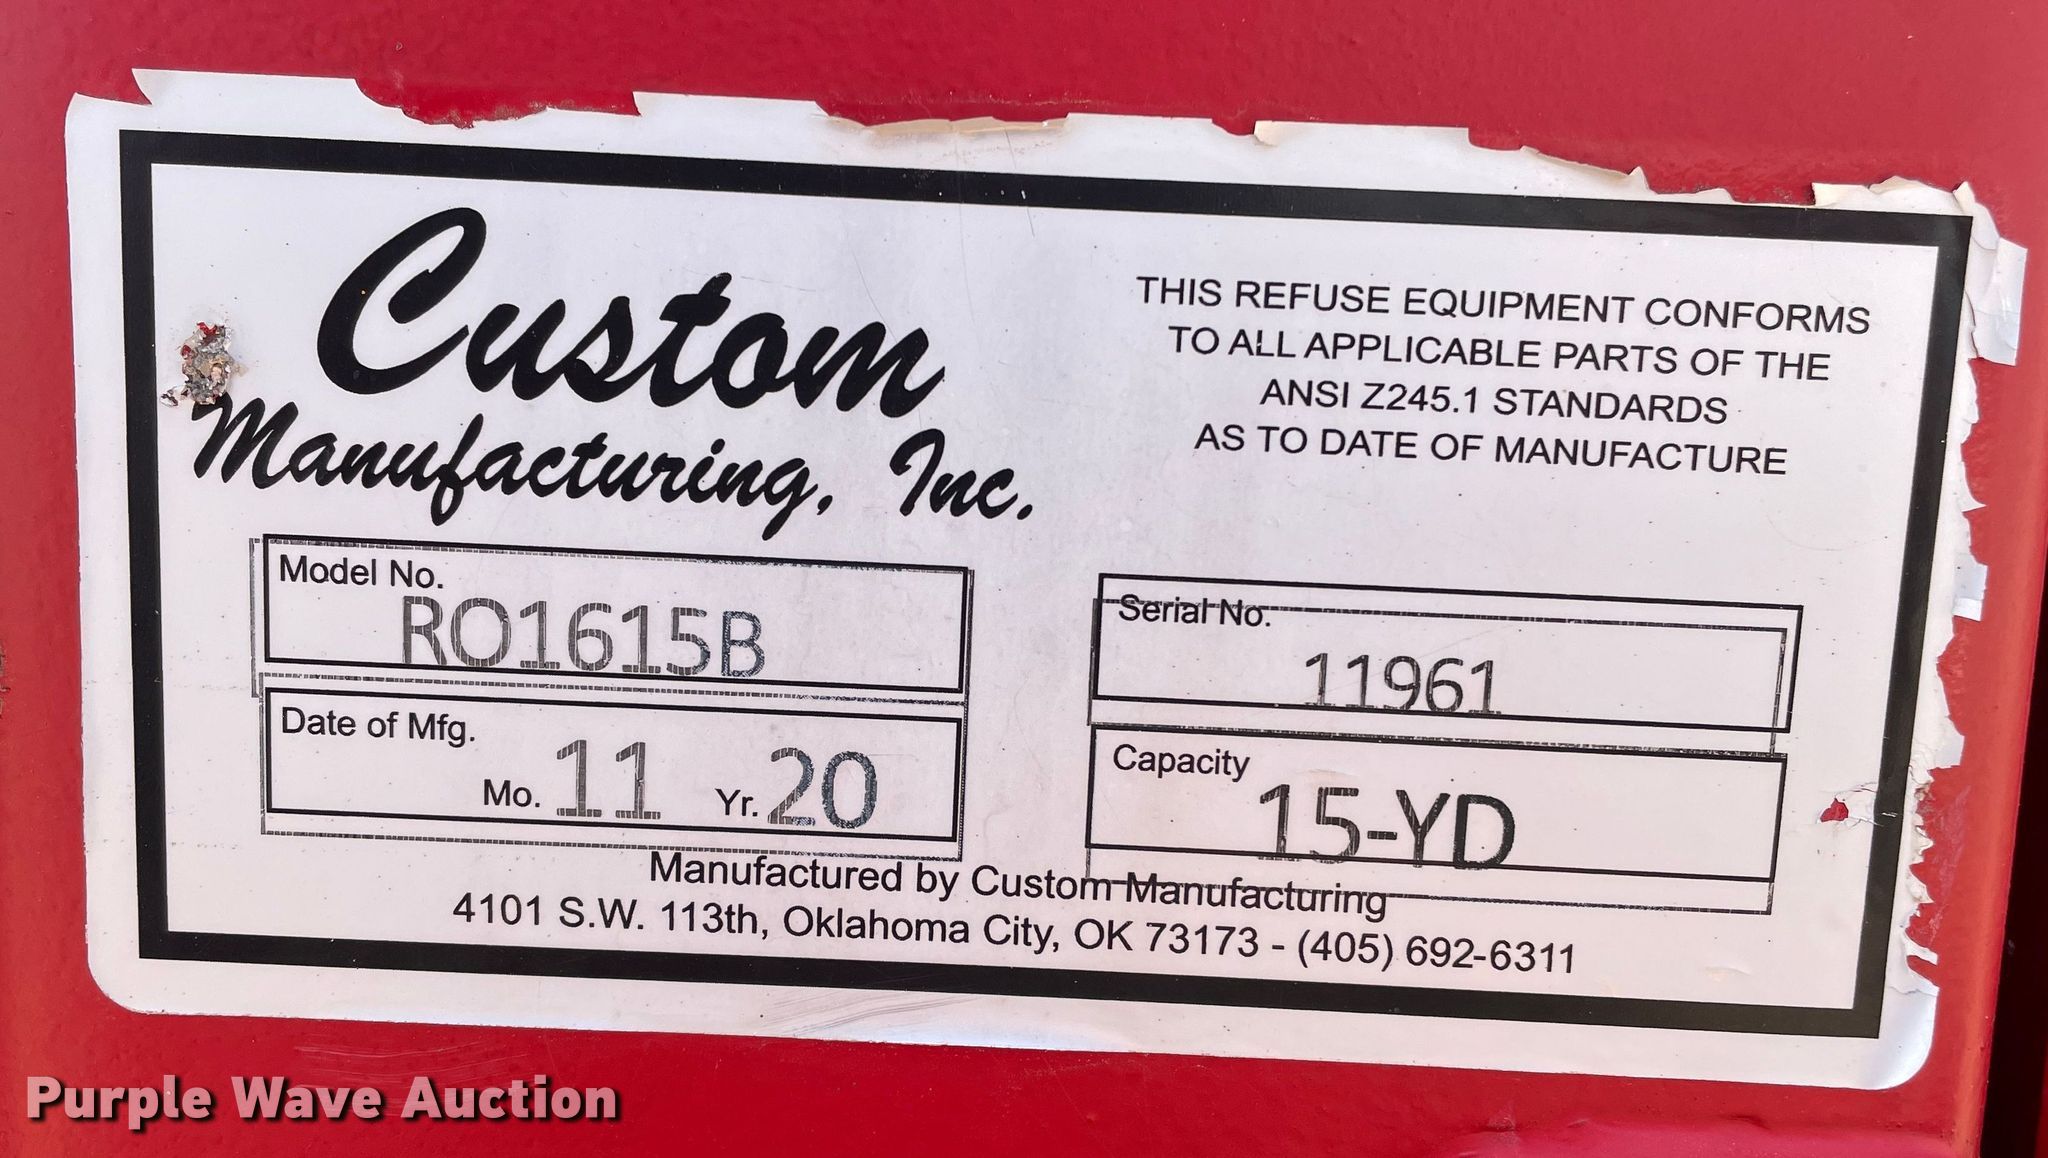 Custom
Manufacturing, Inc.
THIS REFUSE EQUIPMENT CONFORMS
TO ALL APPLICABLE PARTS OF THE
ANSI Z245.1 STANDARDS
AS TO DATE OF MANUFACTURE
Model No.
RO1615B
Serial No.
11961
Date of Mfg.
Mo. 11 Yr. 20
Capacity
15-YD
Manufactured by Custom Manufacturing
4101 S.W. 113th, Oklahoma City, OK 73173 - (405) 692-6311
Purple Wave Auction